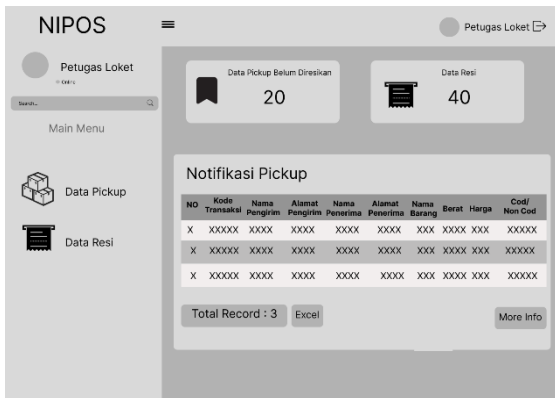 NIPOS
Petugas Loket
Petugas Loket
Online
Search...
Main Menu
Data Pickup
Data Resi
Data Pickup Belum Diresikan
20
Data Resi
40
Notifikasi Pickup
NO Kode Transaksi Nama Pengirim Alamat Pengirim Nama Penerima Alamat Penerima Nama Barang Berat Harga Cod/ Non Cod
X XXXXX XXXX XXXX XXXX XXXX XXX XXXX XXX XXXXX
X XXXXX XXXX XXXX XXXX XXXX XXX XXXX XXX XXXXX
X XXXXX XXXX XXXX XXXX XXXX XXX XXXX XXX XXXXX
Total Record : 3 Excel More Info